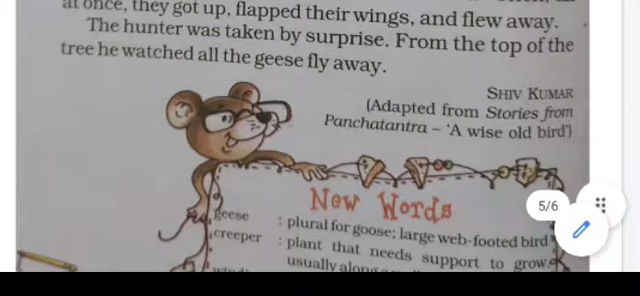 at once, they got up, flapped their wings, and flew away.
The hunter was taken by surprise. From the top of the
tree he watched all the geese fly away.
SHIV KUMAR
(Adapted from Stories from
Panchatantra – 'A wise old bird')
New Words
5/6
geese : plural for goose; large web-footed bird
creeper : plant that needs support to grow,
usually along